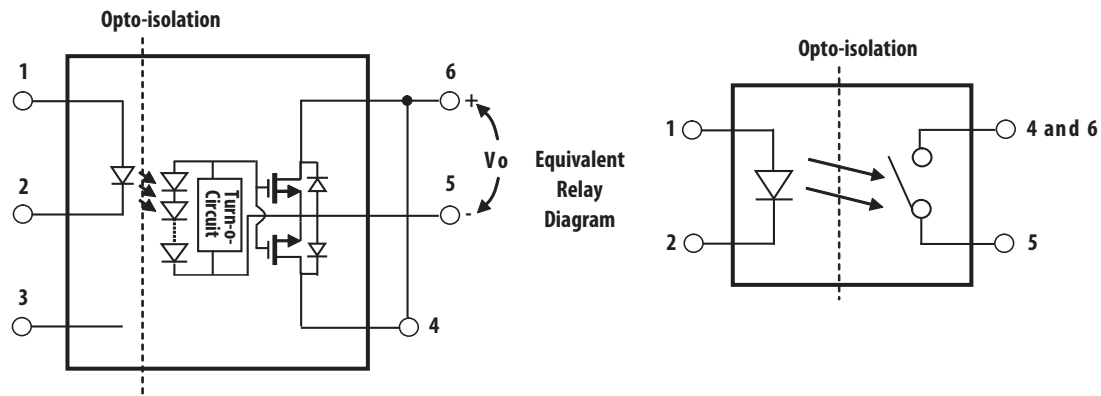 Opto-isolation
1
2
3
Turn-o-
Circuit
6
+
Vo
5
-
4
Equivalent
Relay
Diagram
Opto-isolation
1
2
4 and 6
5